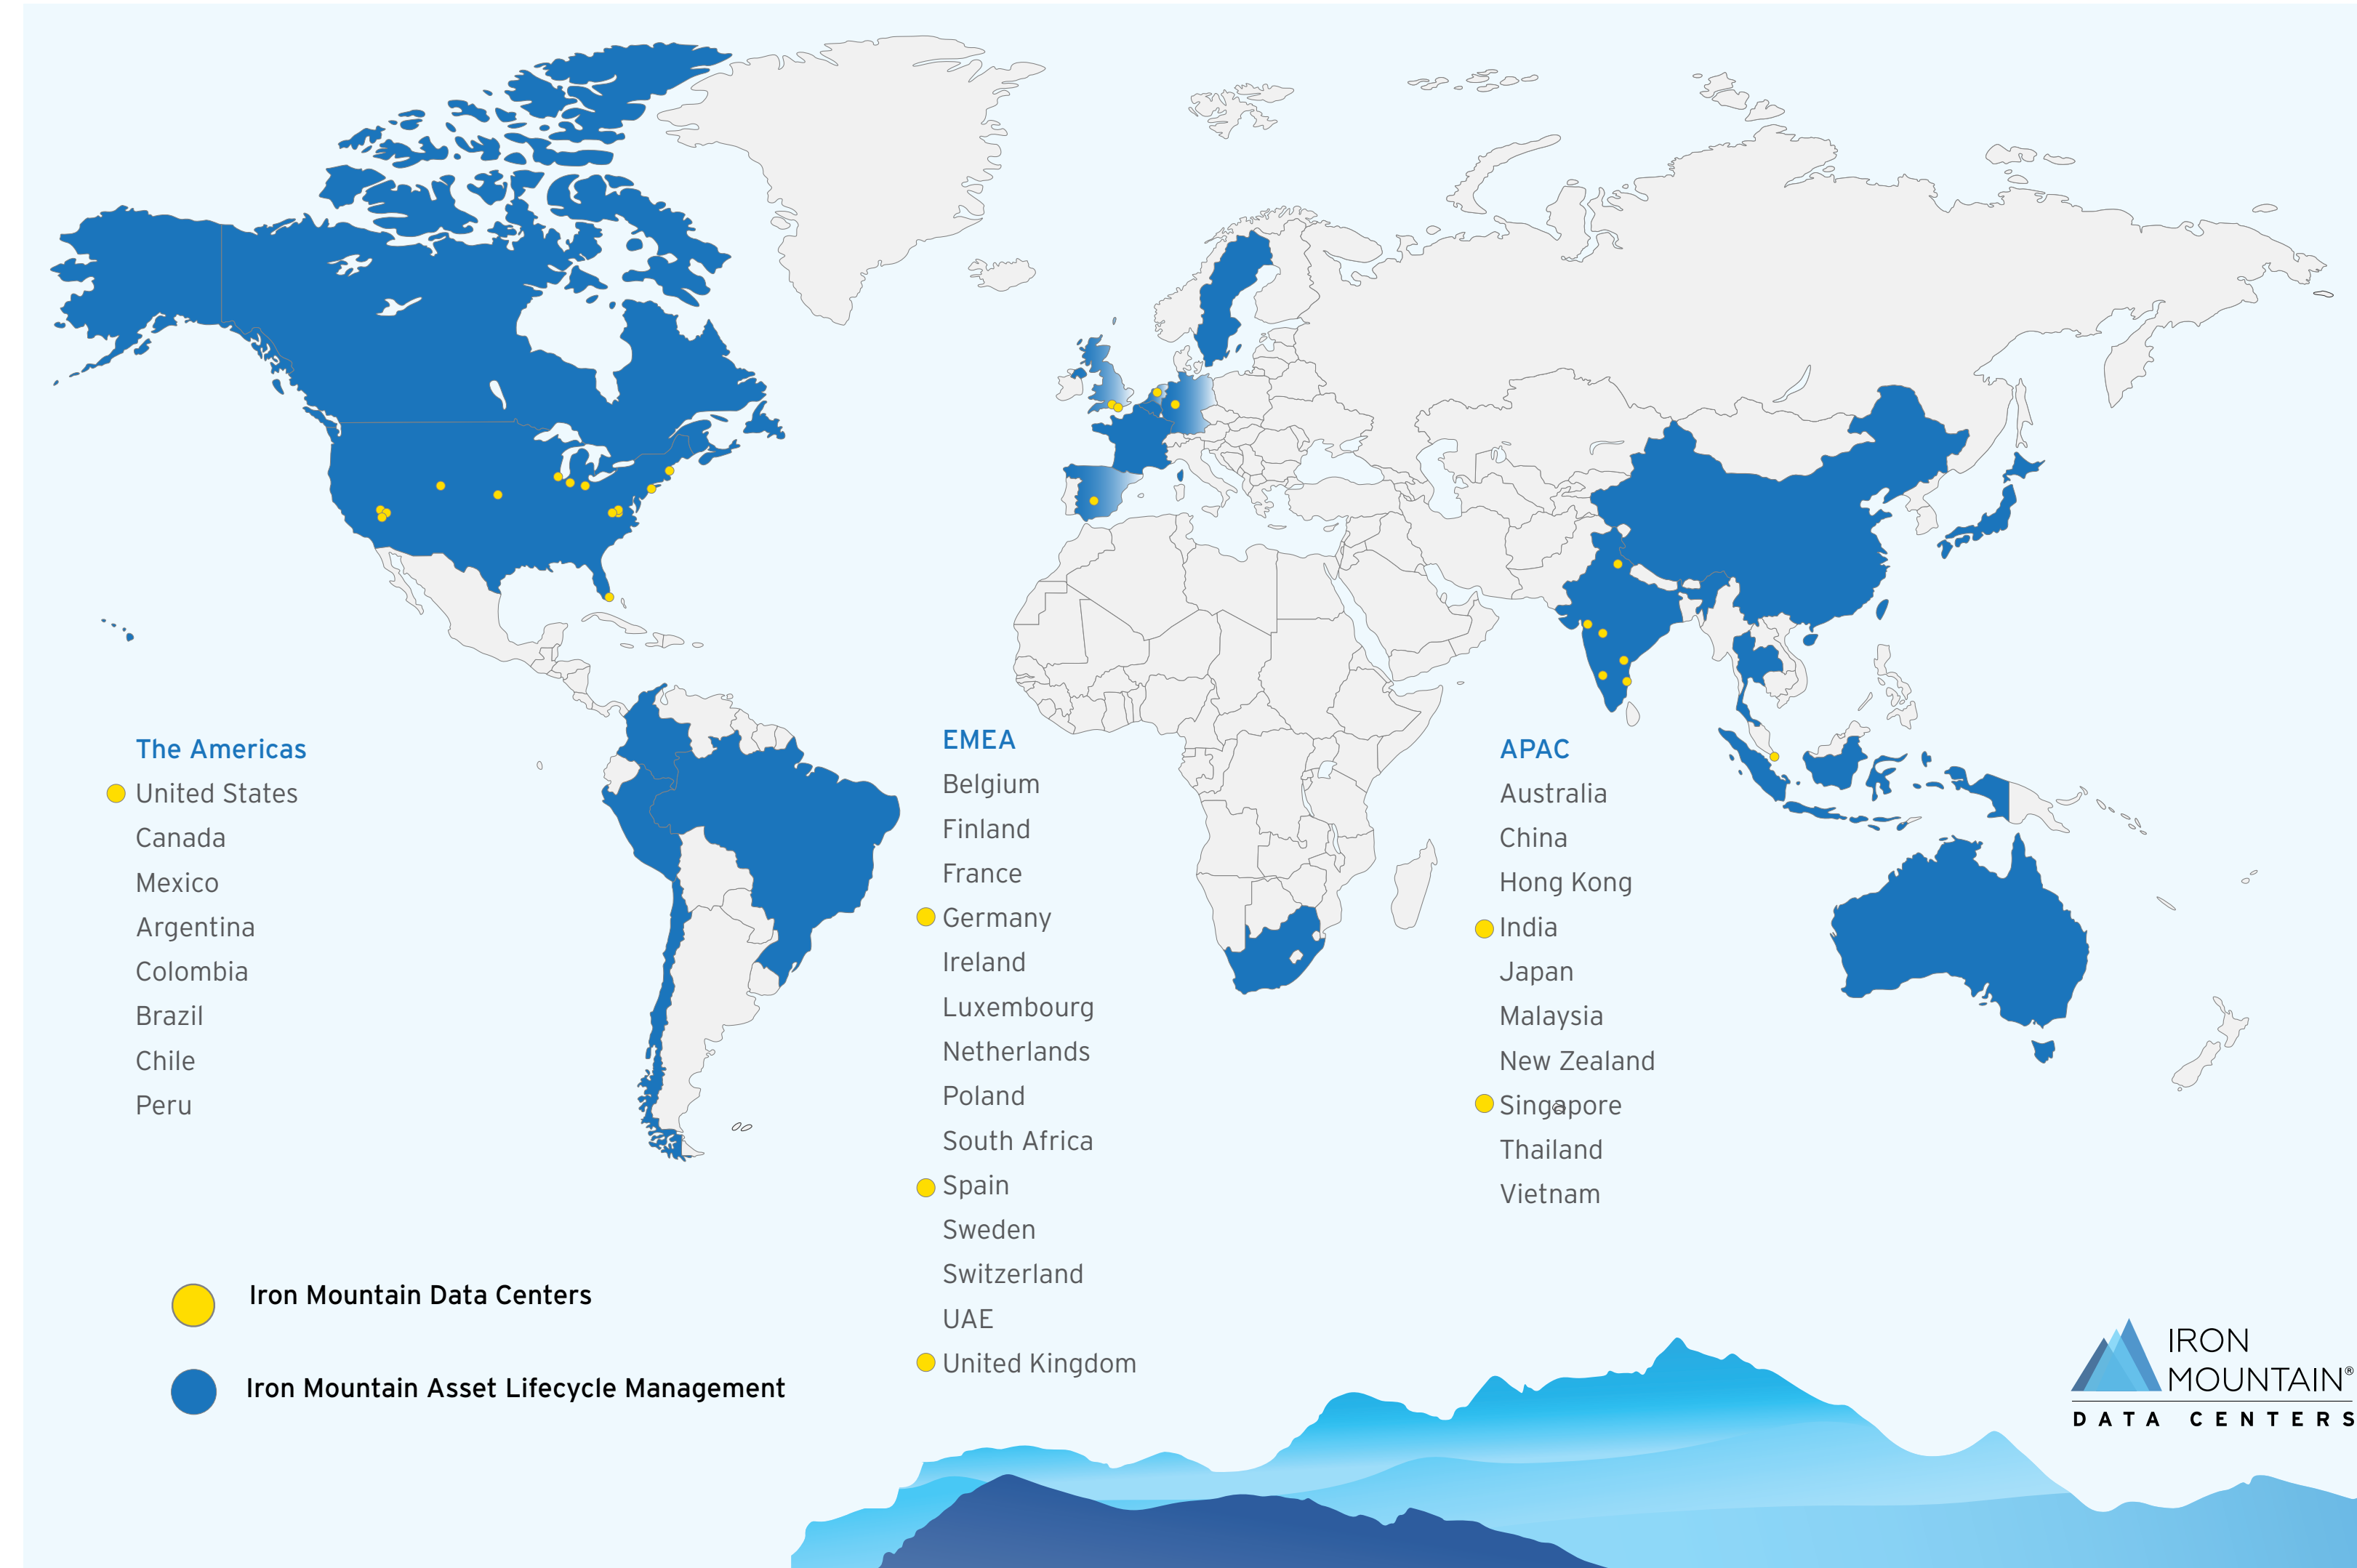 The Americas
United States
Canada
Mexico
Argentina
Colombia
Brazil
Chile
Peru
EMEA
Belgium
Finland
France
Germany
Ireland
Luxembourg
Netherlands
Poland
South Africa
Spain
Sweden
Switzerland
UAE
United Kingdom
APAC
Australia
China
Hong Kong
India
Japan
Malaysia
New Zealand
Singapore
Thailand
Vietnam
Iron Mountain Data Centers
Iron Mountain Asset Lifecycle Management
IRON
MOUNTAIN®
DATA CENTERS